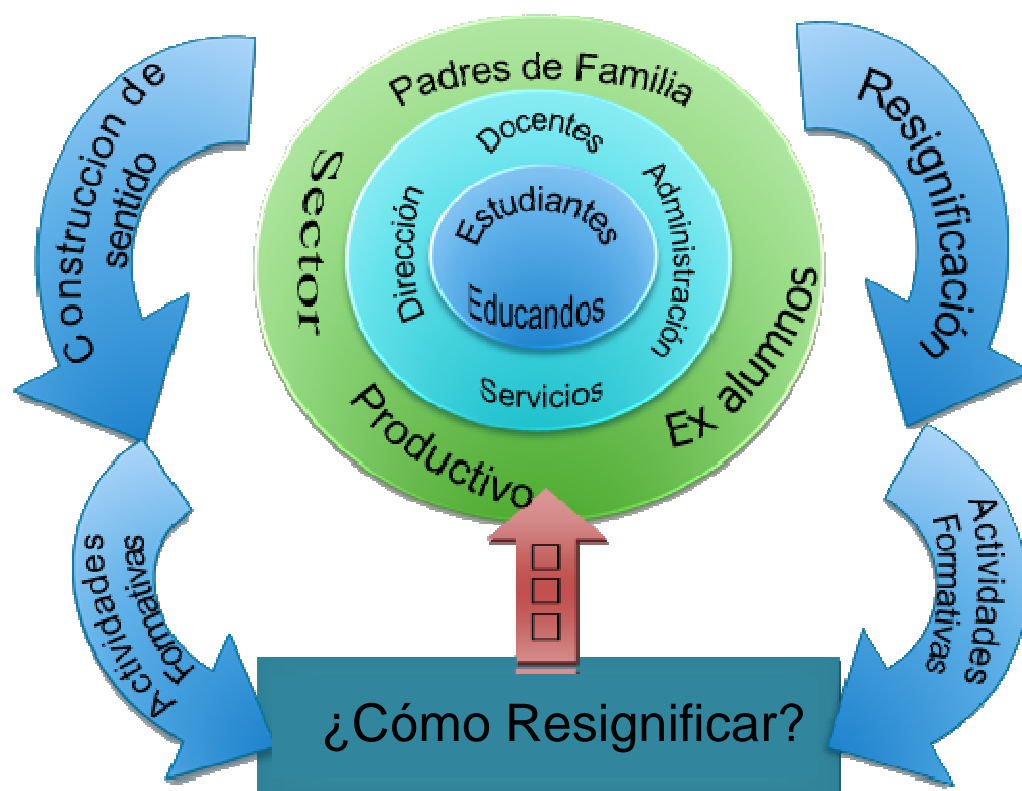 Construccion de
sentido
Resignificación
Padres de Familia
Sector
Productivo
Ex alumnos
Docentes
Dirección
Administración
Servicios
Estudiantes
Educandos
Actividades
Formativas
Actividades
Formativas
¿Cómo Resignificar?